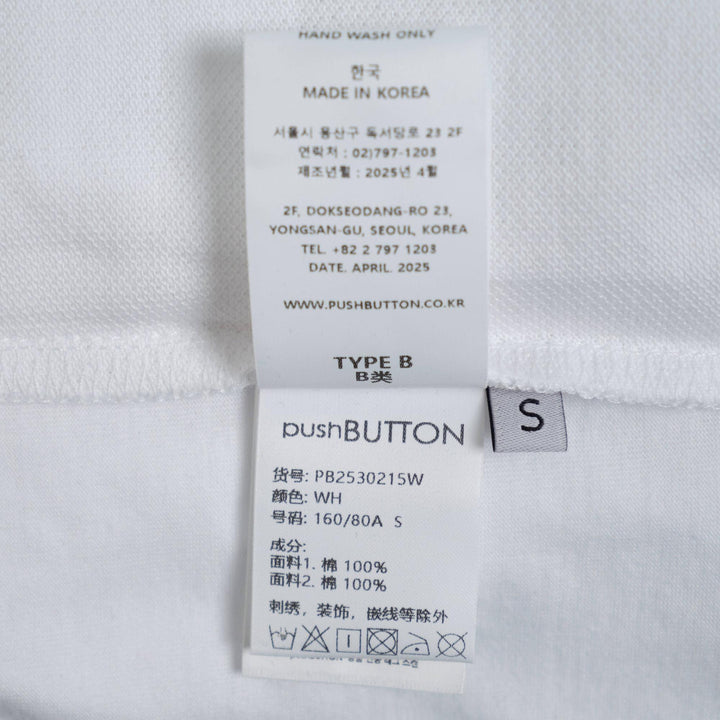 HAND WASH ONLY
한국
MADE IN KOREA
서울시 용산구 독서당로 23 2F
연락처 : 02)797-1203
제조년월 : 2025년 4월
2F, DOKSEODANG-RO 23,
YONGSAN-GU, SEOUL, KOREA
TEL. +82 2 797 1203
DATE. APRIL. 2025
WWW.PUSHBUTTON.CO.KR
TYPE B
B类
S
pushBUTTON
货号: PB2530215W
颜色: WH
号码: 160/80A S
成分:
面料1. 棉 100%
面料2. 棉 100%
刺绣, 装饰, 嵌线等除外